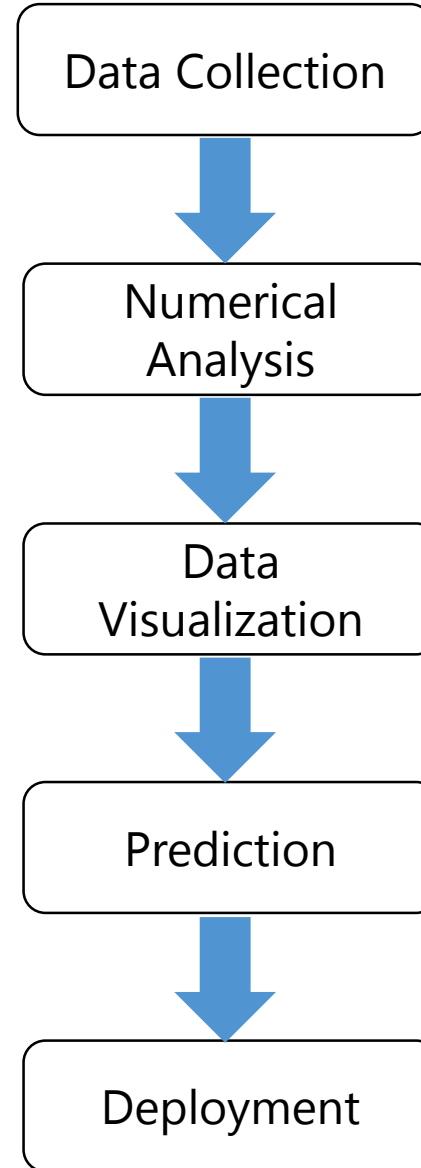 Data Collection
Numerical
Analysis
Data
Visualization
Prediction
Deployment